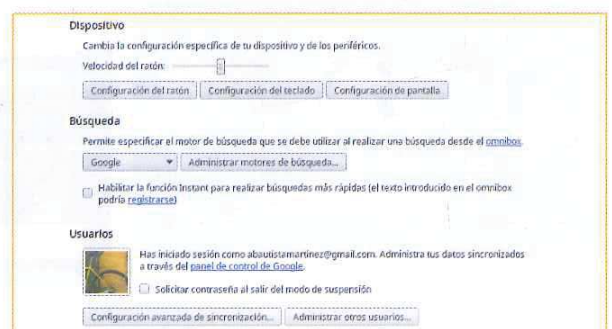 Dispositivo
Cambia la configuración específica de tu dispositivo y de los periféricos.
Velocidad del ratón:
Configuración del ratón Configuración del teclado Configuración de pantalla
Búsqueda
Permite especificar el motor de búsqueda que se debe utilizar al realizar una búsqueda desde el omnibox.
Google Administrar motores de búsqueda...
Habilitar la función Instant para realizar búsquedas más rápidas (el texto introducido en el omnibox
podría registrarse)
Usuarios
Has iniciado sesión como abautistamartinez@gmail.com. Administra tus datos sincronizados
a través del panel de control de Google.
Solicitar contraseña al salir del modo de suspensión
Configuración avanzada de sincronización... Administrar otros usuarios...